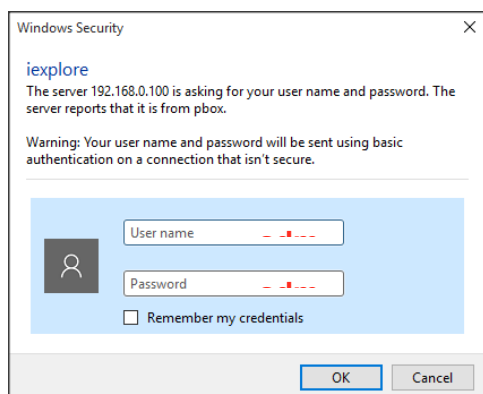 Windows Security
iexplore
The server 192.168.0.100 is asking for your user name and password. The
server reports that it is from pbox.
Warning: Your user name and password will be sent using basic
authentication on a connection that isn't secure.
User name
Password
Remember my credentials
OK
Cancel